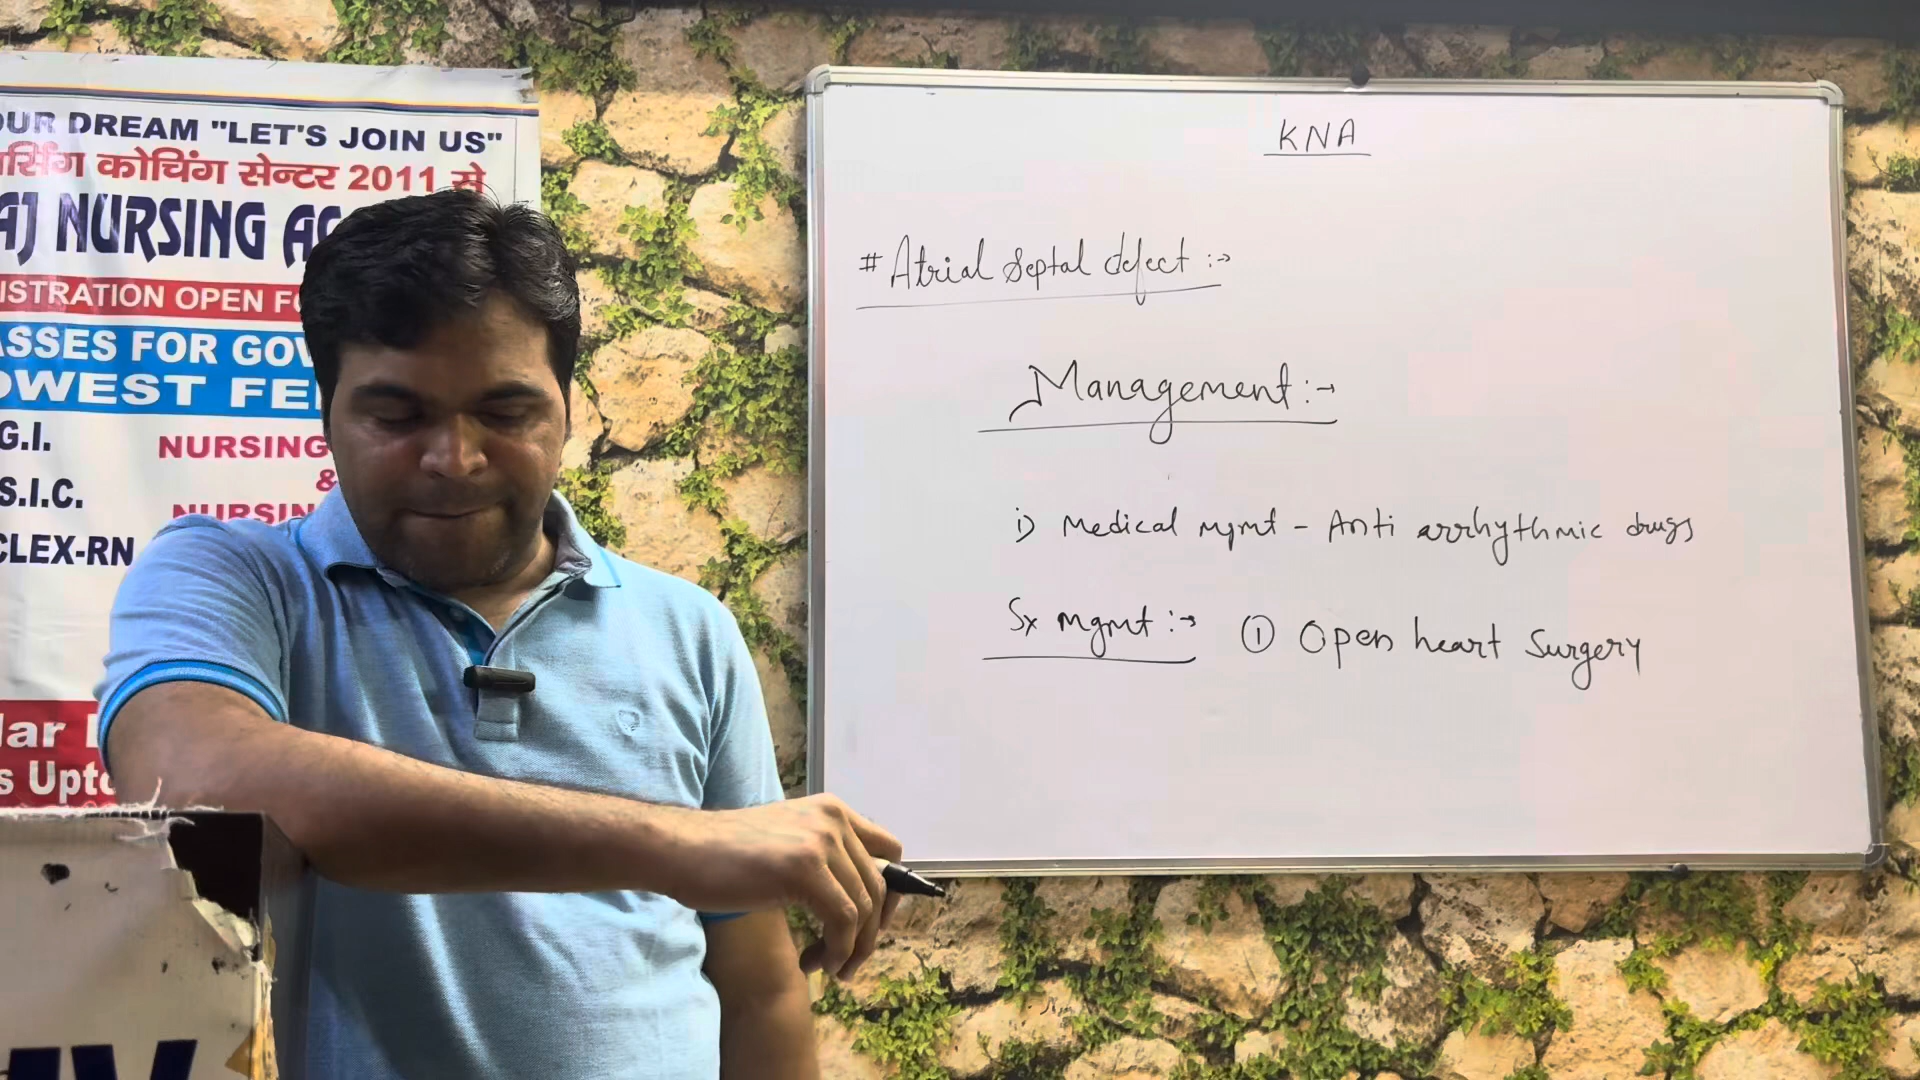 OUR DREAM "LET'S JOIN US"
र्सिंग कोचिंग सेन्टर 2011 से
AJ NURSING AC
ISTRATION OPEN FO
ASSES FOR GOV
OWEST FEE
G.I.
NURSING
&
S.I.C.
NURSIN
CLEX-RN
lar
s Upto
KNA
# Atrial Septal defect :→
Management :→
i) Medical mgmt - Anti arrhythmic drugs
Sx mgmt :→ ① Open heart Surgery